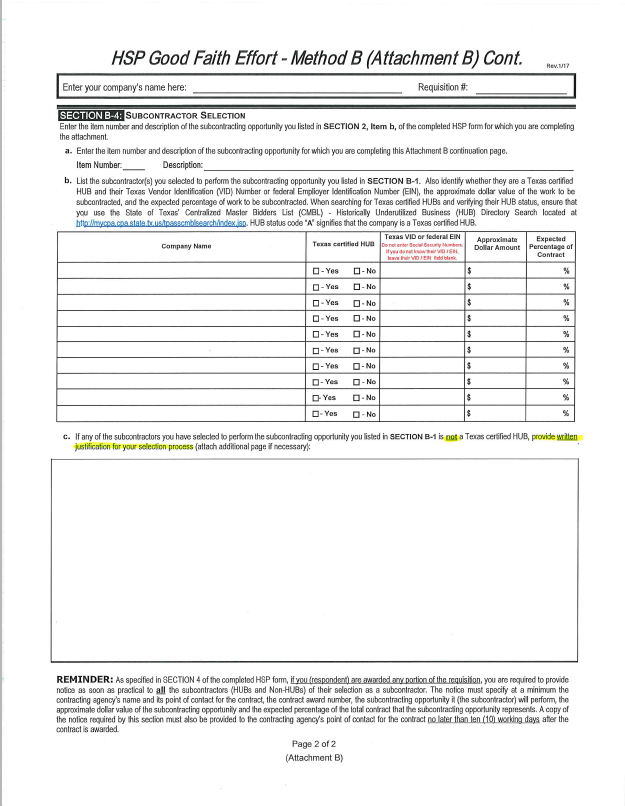 HSP Good Faith Effort - Method B (Attachment B) Cont.
Rev.1/17
Enter your company's name here: Requisition #:
SECTION B-4: SUBCONTRACTOR SELECTION
Enter the item number and description of the subcontracting opportunity you listed in SECTION 2, Item b, of the completed HSP form for which you are completing
the attachment.
a. Enter the item number and description of the subcontracting opportunity for which you are completing this Attachment B continuation page.
Item Number: Description:
b. List the subcontractor(s) you selected to perform the subcontracting opportunity you listed in SECTION B-1. Also identify whether they are a Texas certified
HUB and their Texas Vendor Identification (VID) Number or federal Employer Identification Number (EIN), the approximate dollar value of the work to be
subcontracted, and the expected percentage of work to be subcontracted. When searching for Texas certified HUBs and verifying their HUB status, ensure that
you use the State of Texas' Centralized Master Bidders List (CMBL) - Historically Underutilized Business (HUB) Directory Search located at
http://mycpa.cpa.state.tx.us/tpasscmblsearch/index.jsp. HUB status code "A" signifies that the company is a Texas certified HUB.
Company Name
Texas certified HUB
Texas VID or federal EIN
Do not enter Social Security Numbers.
If you do not know their VID / EIN,
leave their VID / EIN field blank.
Approximate
Dollar Amount
Expected
Percentage of
Contract
- Yes - No $ %
- Yes - No $ %
- Yes - No $ %
- Yes - No $ %
- Yes - No $ %
- Yes - No $ %
- Yes - No $ %
- Yes - No $ %
- Yes - No $ %
- Yes - No $ %
c. If any of the subcontractors you have selected to perform the subcontracting opportunity you listed in SECTION B-1 is not a Texas certified HUB, provide written
justification for your selection process (attach additional page if necessary):
REMINDER: As specified in SECTION 4 of the completed HSP form, if you (respondent) are awarded any portion of the requisition, you are required to provide
notice as soon as practical to all the subcontractors (HUBs and Non-HUBs) of their selection as a subcontractor. The notice must specify at a minimum the
contracting agency's name and its point of contact for the contract, the contract award number, the subcontracting opportunity it (the subcontractor) will perform, the
approximate dollar value of the subcontracting opportunity and the expected percentage of the total contract that the subcontracting opportunity represents. A copy of
the notice required by this section must also be provided to the contracting agency's point of contact for the contract no later than ten (10) working days after the
contract is awarded.
Page 2 of 2
(Attachment B)